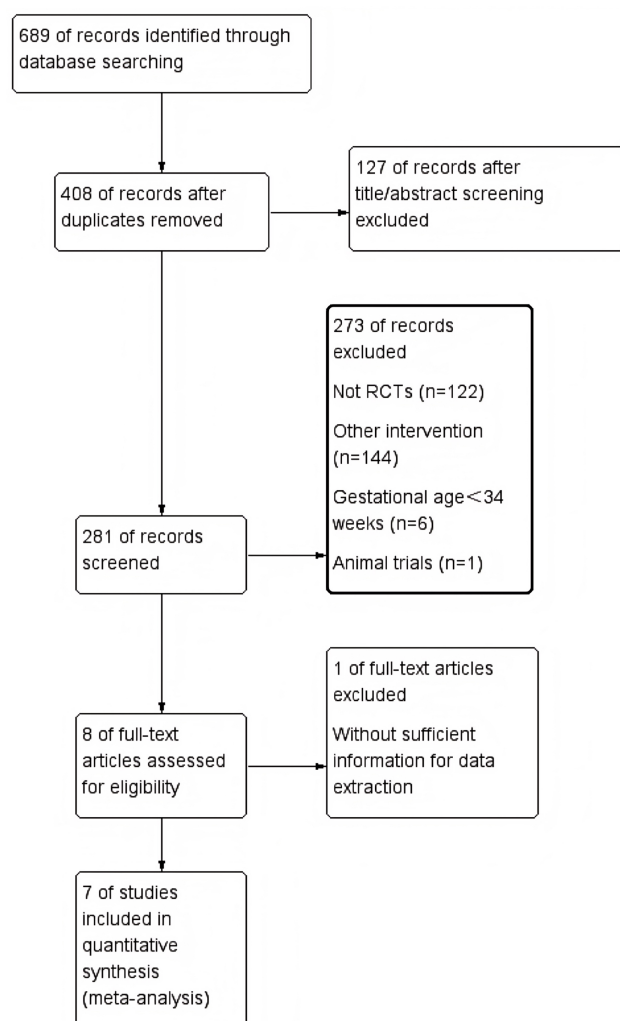 689 of records identified through
database searching
408 of records after
duplicates removed
127 of records after
title/abstract screening
excluded
273 of records
excluded
Not RCTs (n=122)
Other intervention
(n=144)
Gestational age<34
weeks (n=6)
Animal trials (n=1)
281 of records
screened
1 of full-text articles
excluded
Without sufficient
information for data
extraction
8 of full-text
articles assessed
for eligibility
7 of studies
included in
quantitative
synthesis
(meta-analysis)